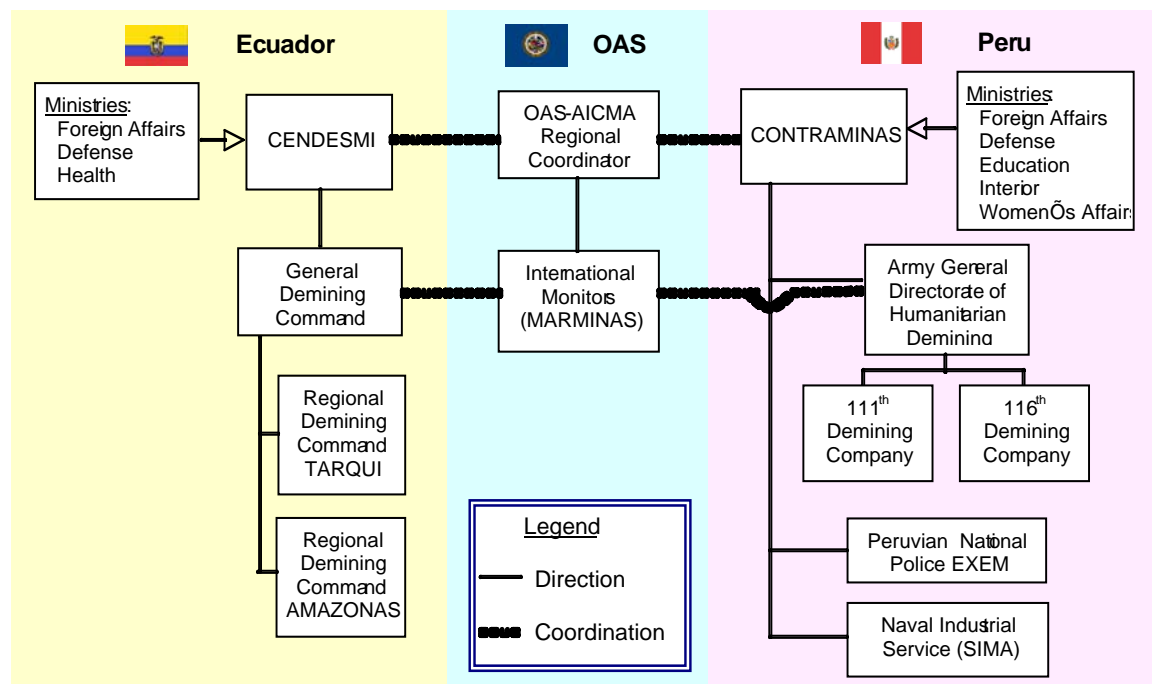 Ecuador
OAS
Peru
Ministries:
Foreign Affairs
Defense
Health
CENDESMI
OAS-AICMA
Regional
Coordinator
CONTRAMINAS
Ministries:
Foreign Affairs
Defense
Education
Interior
WomenÕs Affairs
General
Demining
Command
International
Monitors
(MARMINAS)
Army General
Directorate of
Humanitarian
Demining
Regional
Demining
Command
TARQUI
111th
Demining
Company
116th
Demining
Company
Regional
Demining
Command
AMAZONAS
Legend
Direction
Coordination
Peruvian National
Police EXEM
Naval Industrial
Service (SIMA)